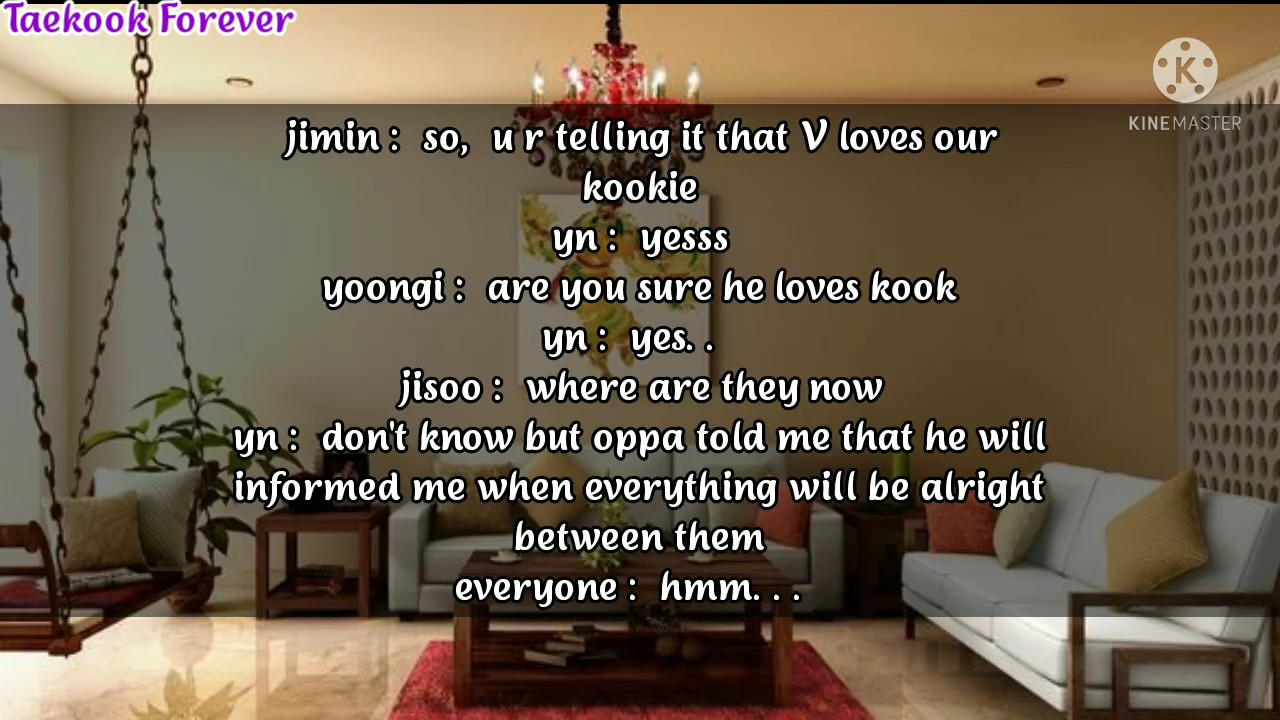 Taekook Forever
KINEMASTER
jimin : so, u r telling it that V loves our
kookie
yn : yesss
yoongi : are you sure he loves kook
yn : yes. .
jisoo : where are they now
yn : don't know but oppa told me that he will
informed me when everything will be alright
between them
everyone : hmm. . .